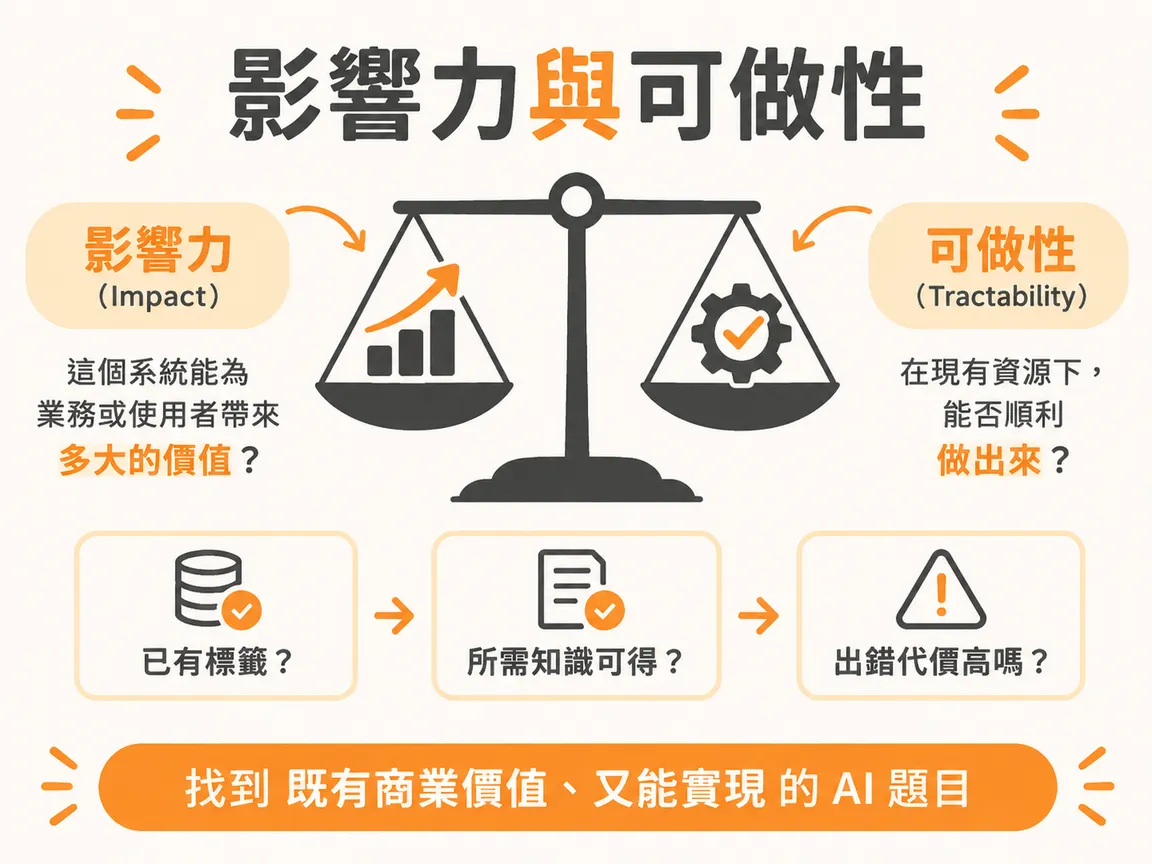 影響力與可做性
影響力
（Impact）
這個系統能為
業務或使用者帶來
多大的價值？
可做性
（Tractability）
在現有資源下，
能否順利
做出來？
已有標籤？
所需知識可得？
出錯代價高嗎？
找到 既有商業價值、又能實現 的 AI 題目